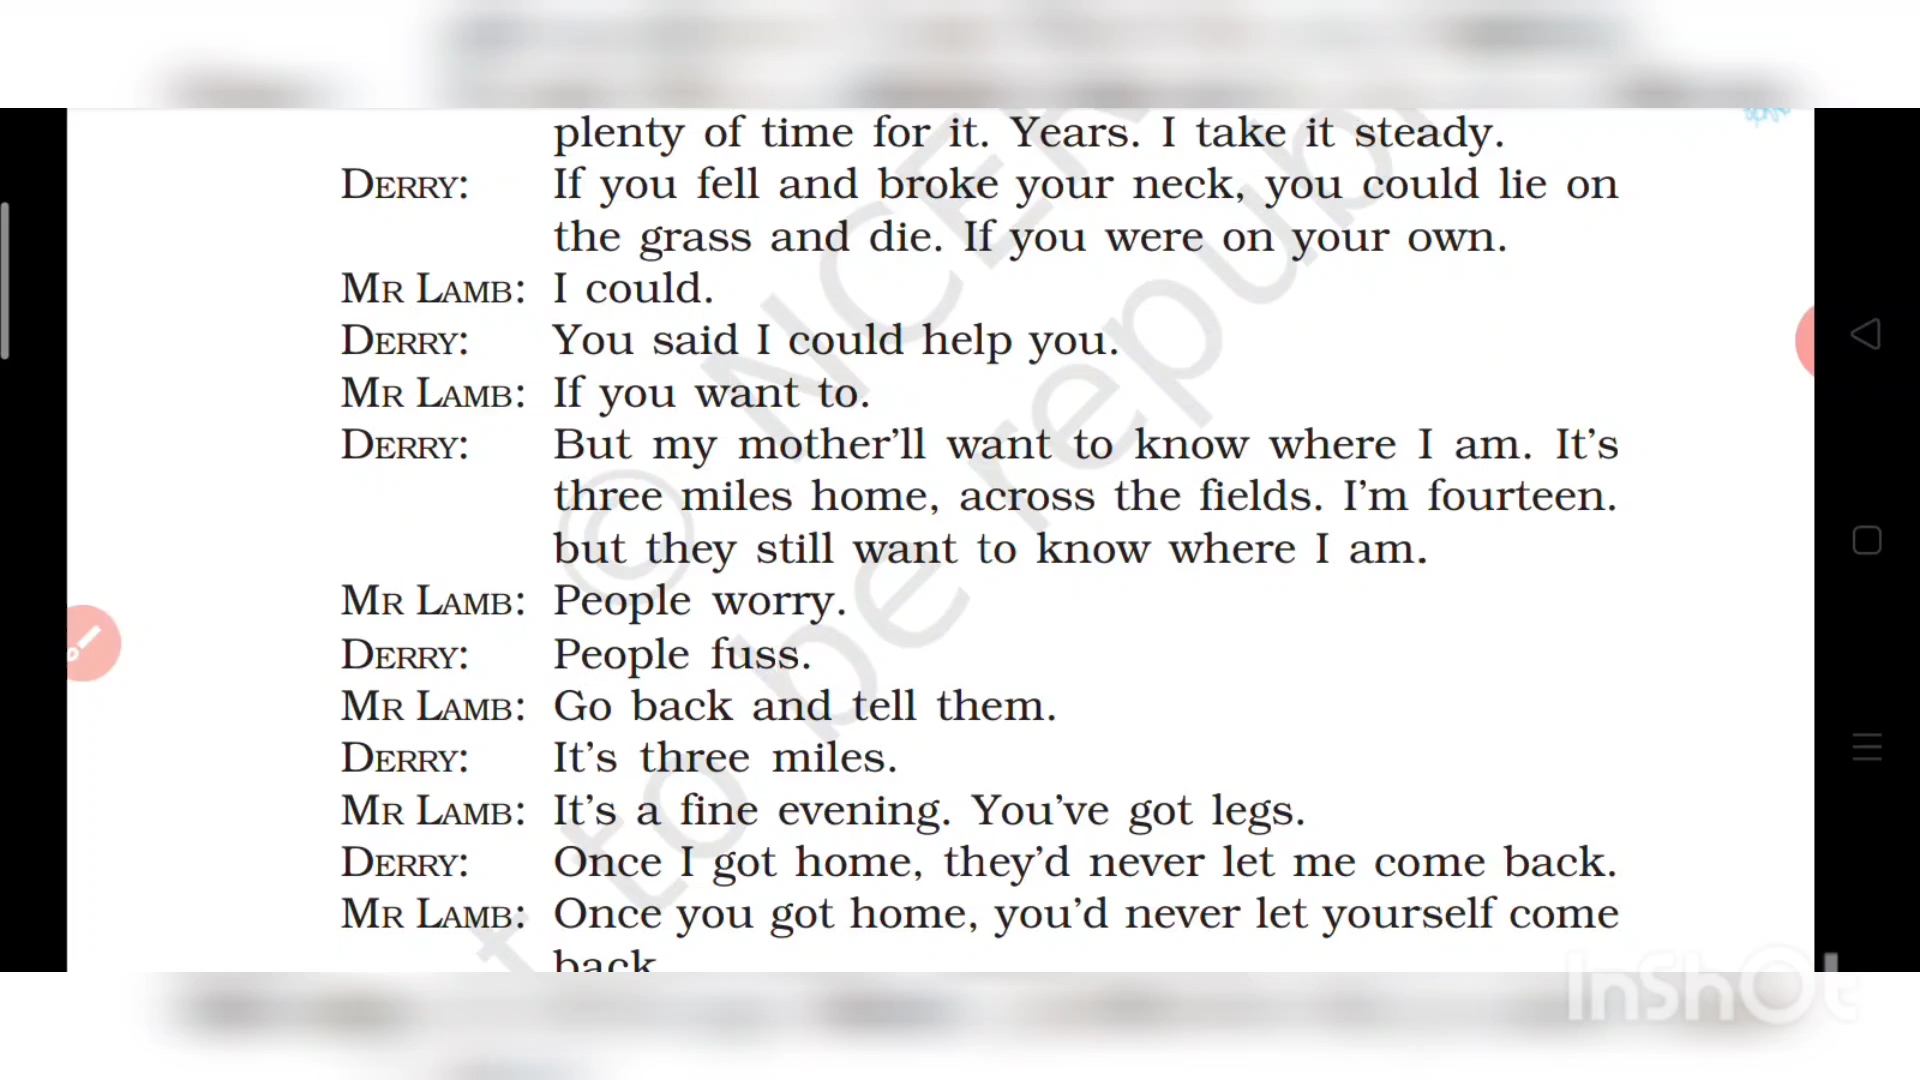 plenty of time for it. Years. I take it steady.
DERRY: If you fell and broke your neck, you could lie on
the grass and die. If you were on your own.
MR LAMB: I could.
DERRY: You said I could help you.
MR LAMB: If you want to.
DERRY: But my mother'll want to know where I am. It's
three miles home, across the fields. I'm fourteen.
but they still want to know where I am.
MR LAMB: People worry.
DERRY: People fuss.
MR LAMB: Go back and tell them.
DERRY: It's three miles.
MR LAMB: It's a fine evening. You've got legs.
DERRY: Once I got home, they'd never let me come back.
MR LAMB: Once you got home, you'd never let yourself come
back
© NCER
t to be republ
InShOt